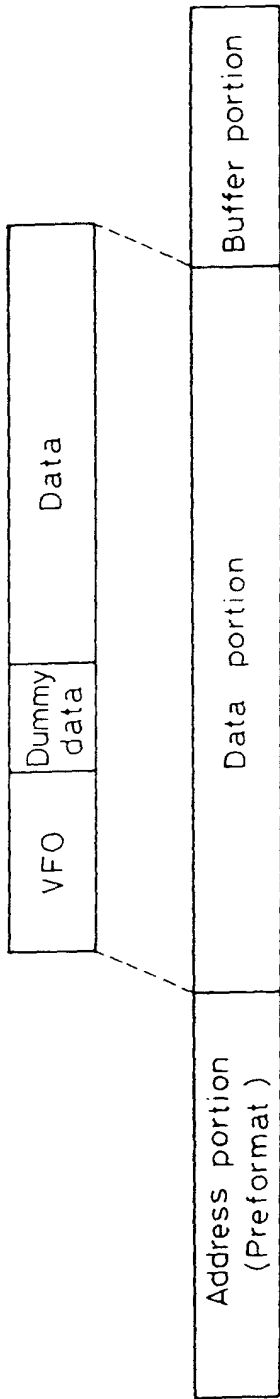 VFO
Dummy
data
Data
Address portion
(Preformat)
Data portion
Buffer portion